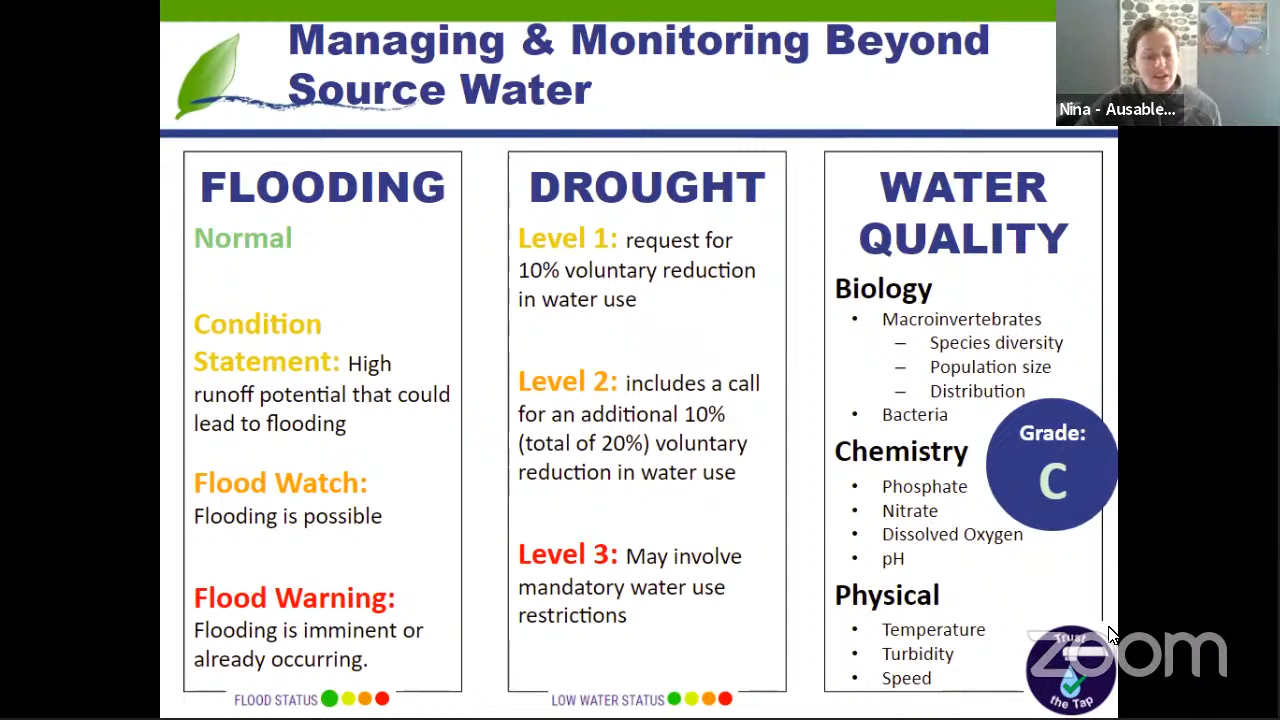 Managing & Monitoring Beyond
Source Water
Nina - Ausable...
FLOODING
Normal
Condition
Statement: High
runoff potential that could
lead to flooding
Flood Watch:
Flooding is possible
Flood Warning:
Flooding is imminent or
already occurring.
FLOOD STATUS
DROUGHT
Level 1: request for
10% voluntary reduction
in water use
Level 2: includes a call
for an additional 10%
(total of 20%) voluntary
reduction in water use
Level 3: May involve
mandatory water use
restrictions
LOW WATER STATUS
WATER
QUALITY
Biology
• Macroinvertebrates
– Species diversity
– Population size
– Distribution
• Bacteria
Grade:
C
Chemistry
• Phosphate
• Nitrate
• Dissolved Oxygen
• pH
Physical
• Temperature
• Turbidity
• Speed
Trust
the Tap
zoom